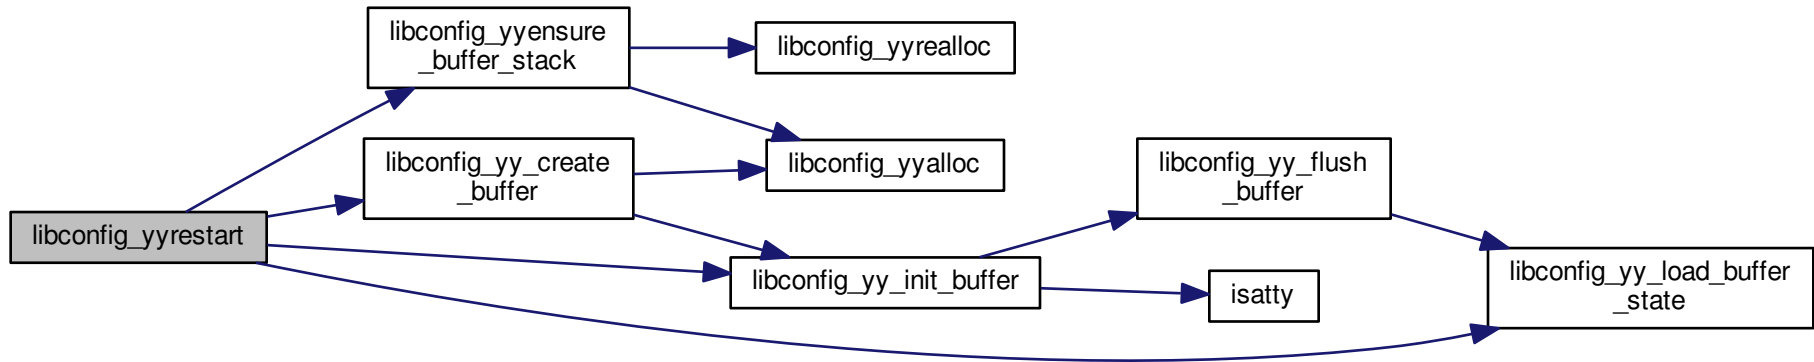 libconfig_yyrestart
libconfig_yyensure
_buffer_stack
libconfig_yy_create
_buffer
libconfig_yyrealloc
libconfig_yyalloc
libconfig_yy_init_buffer
libconfig_yy_flush
_buffer
isatty
libconfig_yy_load_buffer
_state